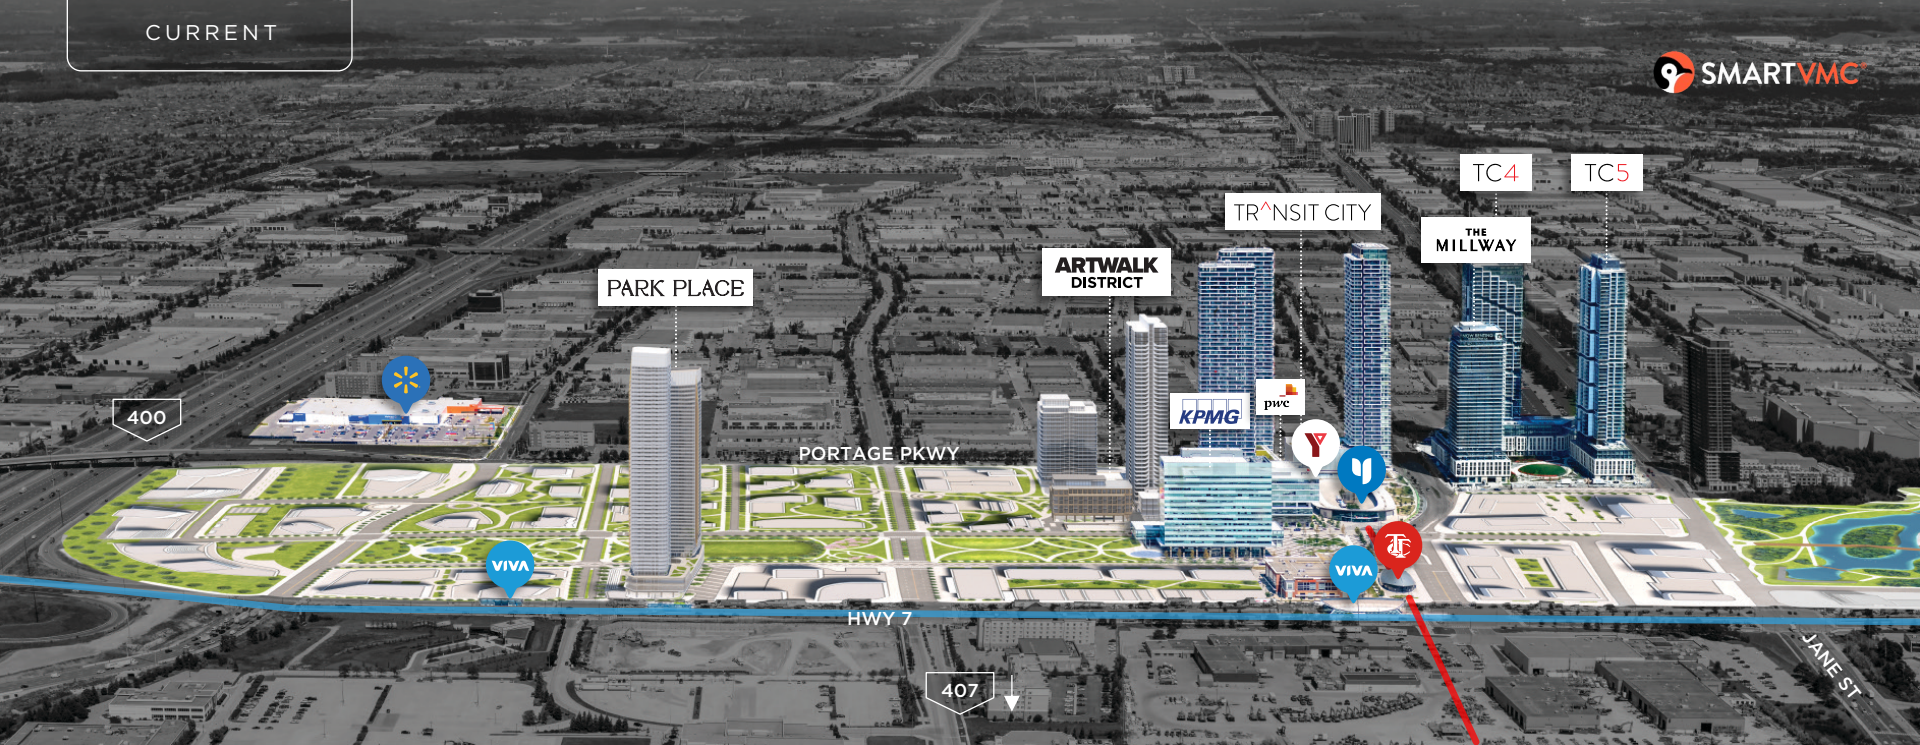 CURRENT
SMARTVMC
TC4
TC5
TR^NSIT CITY
THE
MILLWAY
ARTWALK
DISTRICT
PARK PLACE
pwc
KPMG
400
Y
PORTAGE PKWY
VIVA
TTC
VIVA
HWY 7
JANE ST
407